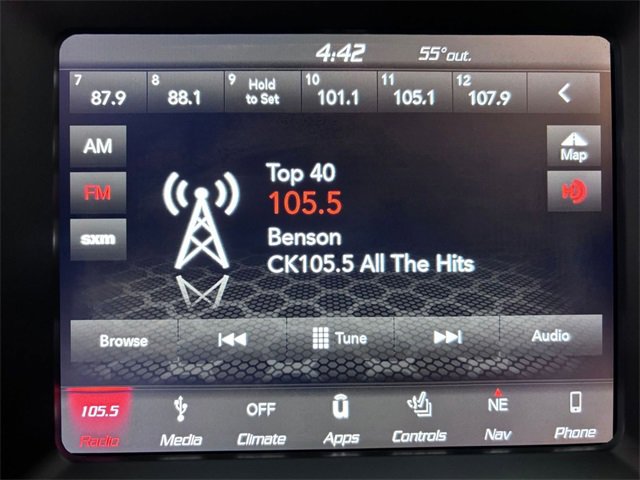 4:42 55° out.
7 87.9 8 88.1 9 Hold to Set 10 101.1 11 105.1 12 107.9
AM
Map
FM
sxm
Top 40
105.5
Benson
CK105.5 All The Hits
Browse Tune Audio
105.5 OFF NE
Radio Media Climate Apps Controls Nav Phone